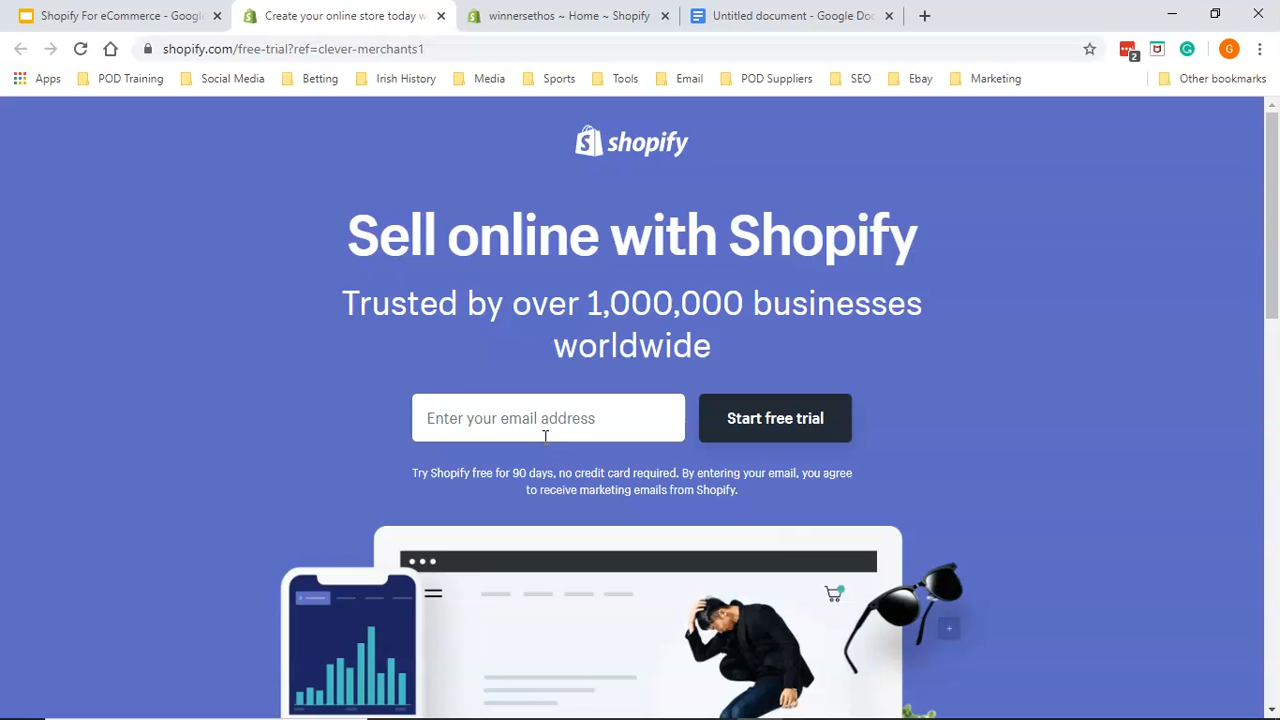 Shopify For eCommerce - Googl
Create your online store today w
winnersethos ~ Home ~ Shopify
Untitled document - Google Doc
shopify.com/free-trial?ref=clever-merchants1
2
G
Apps
POD Training
Social Media
Betting
Irish History
Media
Sports
Tools
Email
POD Suppliers
SEO
Ebay
Marketing
Other bookmarks
shopify
Sell online with Shopify
Trusted by over 1,000,000 businesses
worldwide
Enter your email address
Start free trial
Try Shopify free for 90 days, no credit card required. By entering your email, you agree
to receive marketing emails from Shopify.